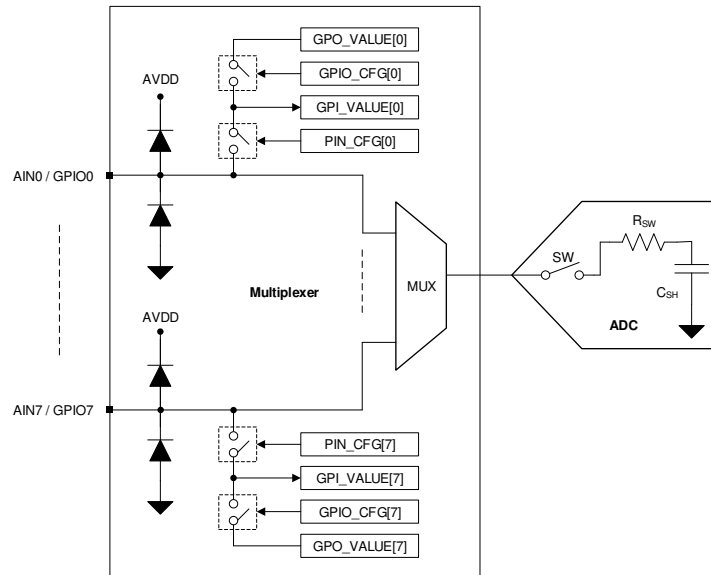 GPO_VALUE[0]
GPIO_CFG[0]
GPI_VALUE[0]
PIN_CFG[0]
AVDD
AIN0 / GPIO0
Multiplexer
MUX
SW
RSW
CSH
ADC
AVDD
AIN7 / GPIO7
PIN_CFG[7]
GPI_VALUE[7]
GPIO_CFG[7]
GPO_VALUE[7]